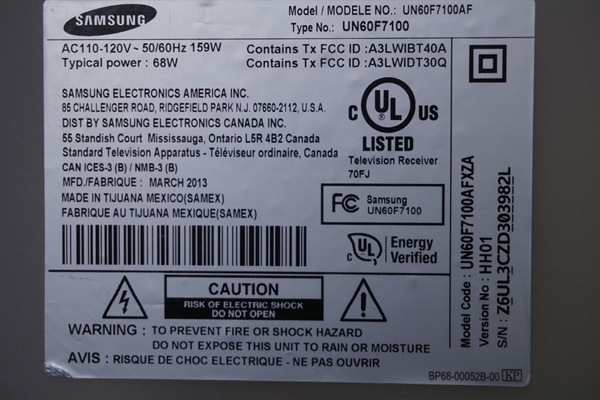 SAMSUNG
Model / MODELE NO.: UN60F7100AF
Type No.: UN60F7100
AC110-120V~ 50/60Hz 159W
Typical power : 68W
Contains Tx FCC ID :A3LWIBT40A
Contains Tx FCC ID :A3LWIDT30Q
SAMSUNG ELECTRONICS AMERICA INC.
85 CHALLENGER ROAD, RIDGEFIELD PARK N.J. 07660-2112, U.S.A.
DIST BY SAMSUNG ELECTRONICS CANADA INC.
55 Standish Court Mississauga, Ontario L5R 4B2 Canada
Standard Television Apparatus - Téléviseur ordinaire, Canada
CAN ICES-3 (B) / NMB-3 (B)
MFD/FABRIQUE : MARCH 2013
MADE IN TIJUANA MEXICO(SAMEX)
FABRIQUE AU TIJUANA MEXIQUE(SAMEX)
C UL US
LISTED
Television Receiver
70FJ
FC Samsung
UN60F7100
C UL Energy
Verified
CAUTION
RISK OF ELECTRIC SHOCK
DO NOT OPEN
WARNING : TO PREVENT FIRE OR SHOCK HAZARD
DO NOT EXPOSE THIS UNIT TO RAIN OR MOISTURE
AVIS : RISQUE DE CHOC ELECTRIQUE - NE PAS OUVRIR
BP68-00052B-00 KP
Model Code : UN60F7100AFXZA
Version No : HH01
S/N : Z6UL3CZD303982L